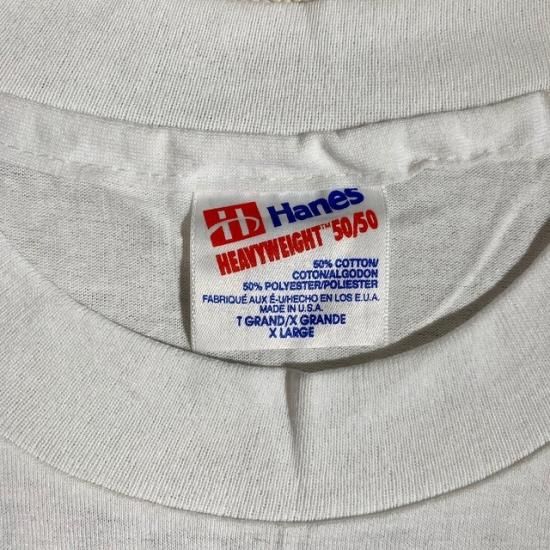 Hanes
HEAVYWEIGHT™ 50/50
50% COTTON/
COTON/ALGODON
50% POLYESTER/POLIESTER
FABRIQUÉ AUX É-U/HECHO EN LOS E.U.A.
MADE IN U.S.A.
T GRAND/X GRANDE
X LARGE